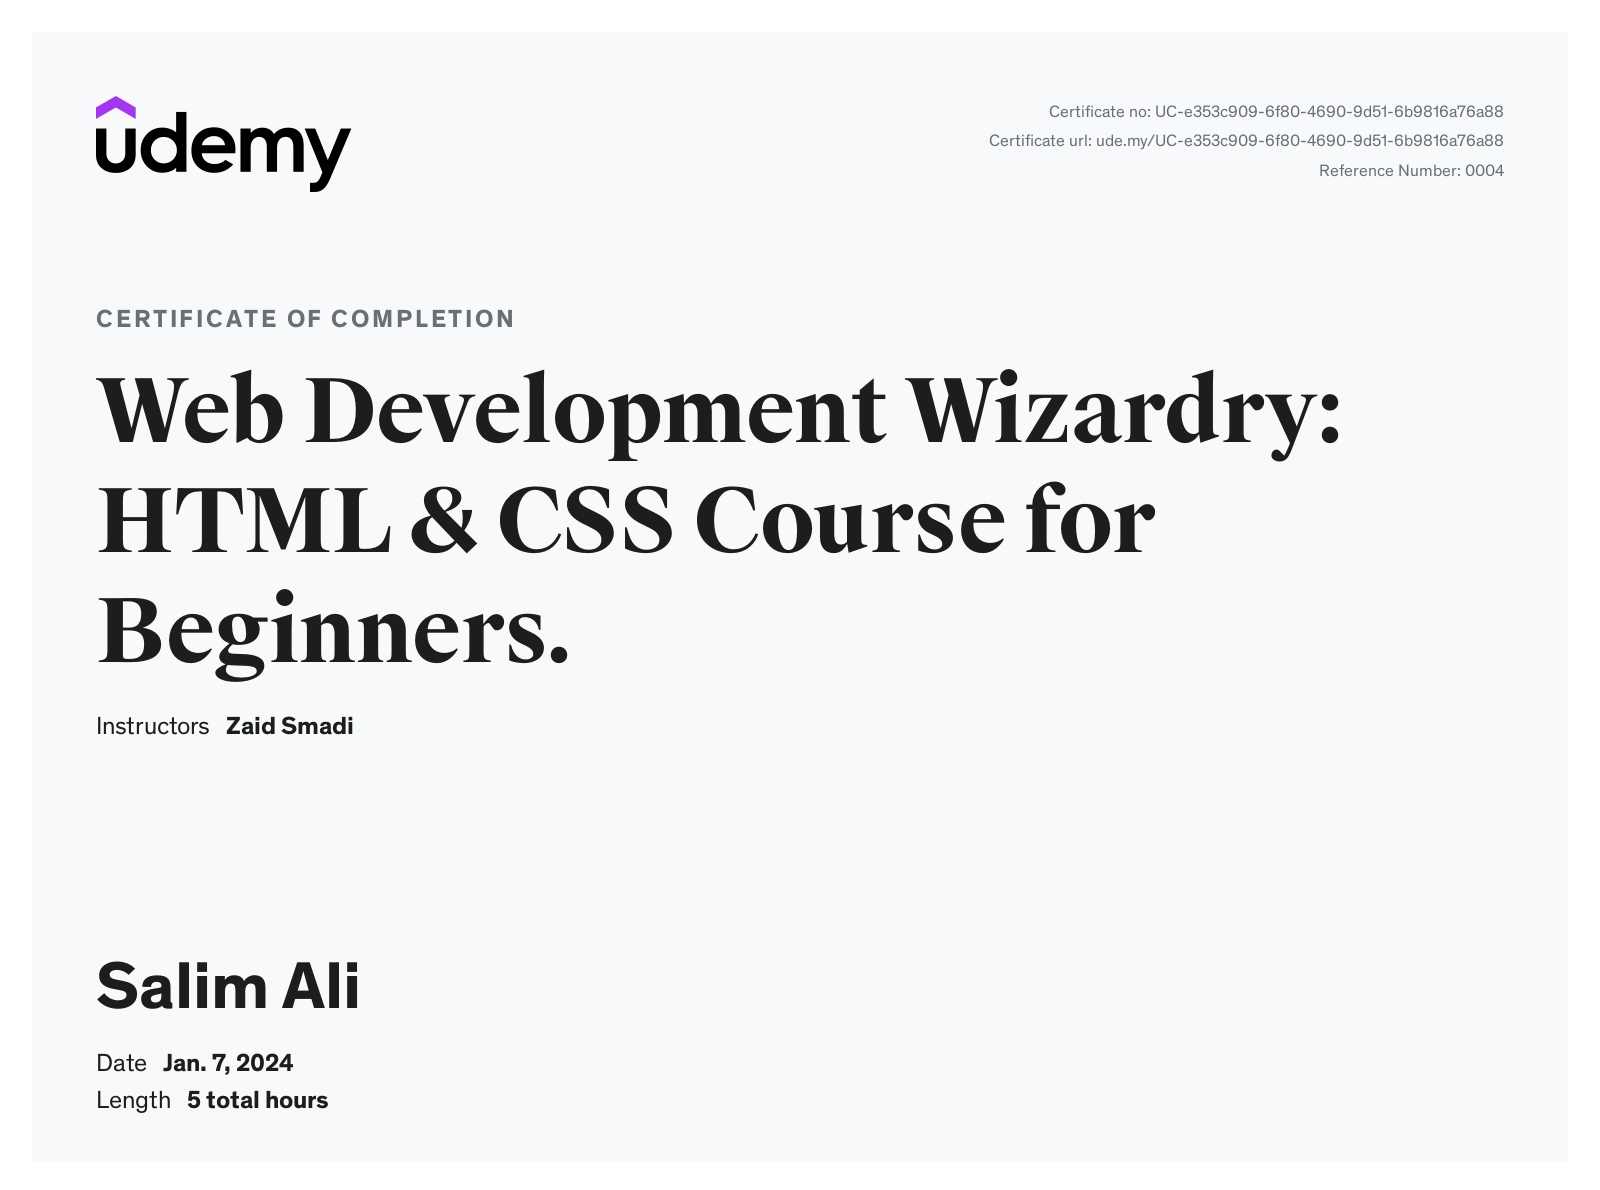 udemy
Certificate no: UC-e353c909-6f80-4690-9d51-6b9816a76a88
Certificate url: ude.my/UC-e353c909-6f80-4690-9d51-6b9816a76a88
Reference Number: 0004
CERTIFICATE OF COMPLETION
Web Development Wizardry:
HTML & CSS Course for
Beginners.
Instructors Zaid Smadi
Salim Ali
Date Jan. 7, 2024
Length 5 total hours